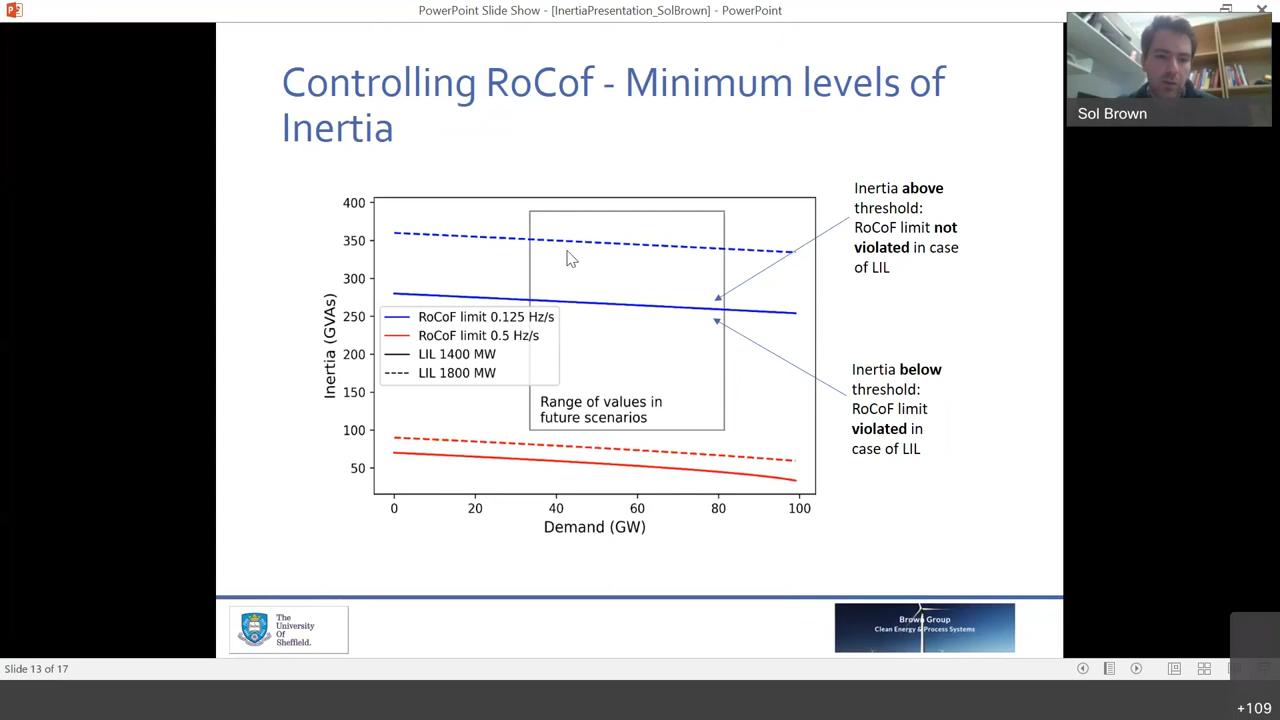 PowerPoint Slide Show - [InertiaPresentation_SolBrown] - PowerPoint
Sol Brown
Controlling RoCof - Minimum levels of
Inertia
Inertia above
threshold:
RoCoF limit not
violated in case
of LIL
Inertia below
threshold:
RoCoF limit
violated in
case of LIL
400
350
300
250
200
150
100
50
Inertia (GVAs)
RoCoF limit 0.125 Hz/s
RoCoF limit 0.5 Hz/s
LIL 1400 MW
LIL 1800 MW
Range of values in
future scenarios
0 20 40 60 80 100
Demand (GW)
The
University
Of
Sheffield.
Brown Group
Clean Energy & Process Systems
Slide 13 of 17
+109